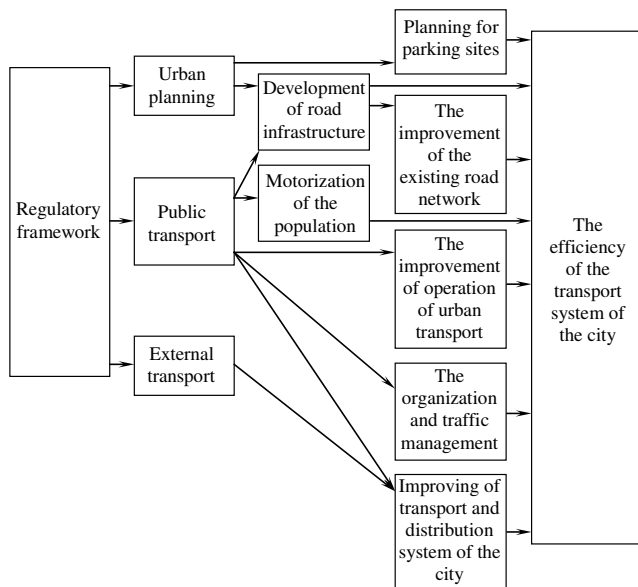 Regulatory
framework
Urban
planning
Public
transport
External
transport
Development
of road
infrastructure
Motorization
of the
population
Planning for
parking sites
The
improvement
of the
existing road
network
The
improvement
of operation
of urban
transport
The
organization
and traffic
management
Improving of
transport and
distribution
system of the
city
The
efficiency
of the
transport
system of
the city